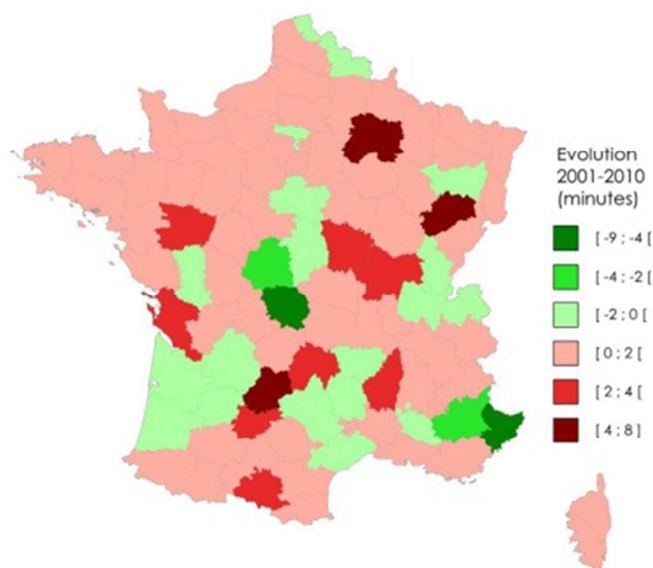 Evolution
2001-2010
(minutes)
[ -9 ; -4 [
[ -4 ; -2 [
[ -2 ; 0 [
[ 0 ; 2 [
[ 2 ; 4 [
[ 4 ; 8 ]